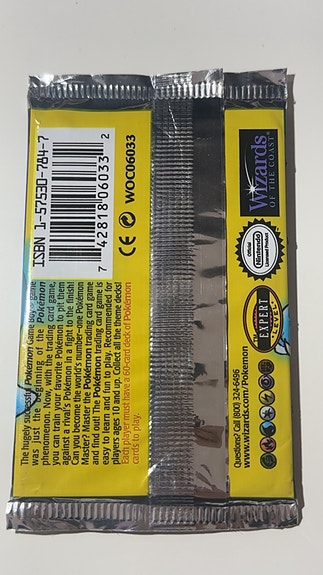 ISBN 1-57530-784-7
7 42818 06033 2
CE
WOC06033
The hugely successful Pokémon Game Boy® game
was just the beginning of the Pokémon
phenomenon. Now, with the trading card game,
you can train your favorite Pokémon to pit them
against a rival's Pokémon in a fight to the finish!
Can you become the world's number-one Pokémon
Master? Master the Pokémon trading card game
and find out! The Pokémon trading card game is
easy to learn and fun to play. Recommended for
players ages 10 and up. Collect all the theme decks!
Each player must have a 60-card deck of Pokémon
cards to play.
Wizards
OF THE COAST®
Official
Nintendo
Licensed Product
EXPERT
LEVEL
Questions? Call (800) 324-6496
www.wizards.com/Pokemon